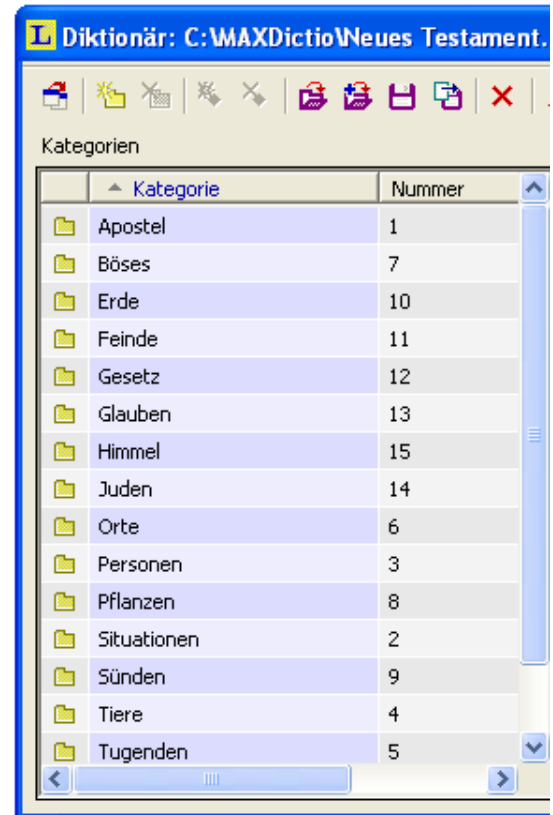 L Diktionär: C:\MAXDictio\Neues Testament.
Kategorien
Kategorie Nummer
Apostel 1
Böses 7
Erde 10
Feinde 11
Gesetz 12
Glauben 13
Himmel 15
Juden 14
Orte 6
Personen 3
Pflanzen 8
Situationen 2
Sünden 9
Tiere 4
Tugenden 5